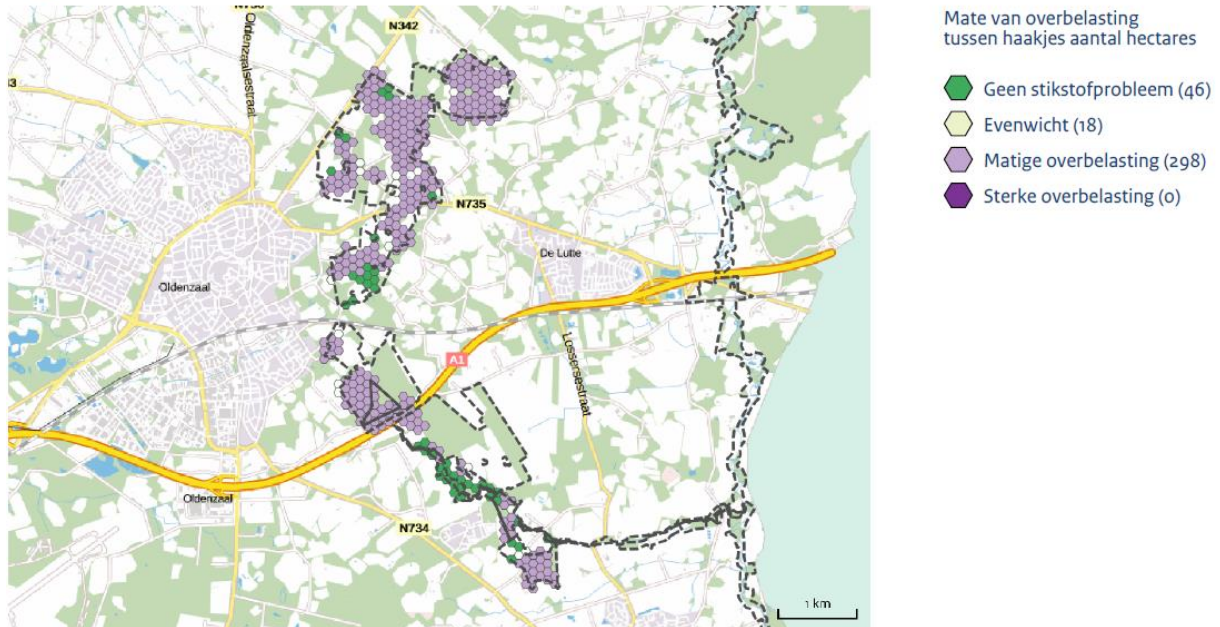 N736
Oldenzaalsestraat
N342
N735
De Lutte
Oldenzaal
A1
Lossersestraat
Oldenzaal
N734
1 km
Mate van overbelasting
tussen haakjes aantal hectares
Geen stikstofprobleem (46)
Evenwicht (18)
Matige overbelasting (298)
Sterke overbelasting (0)